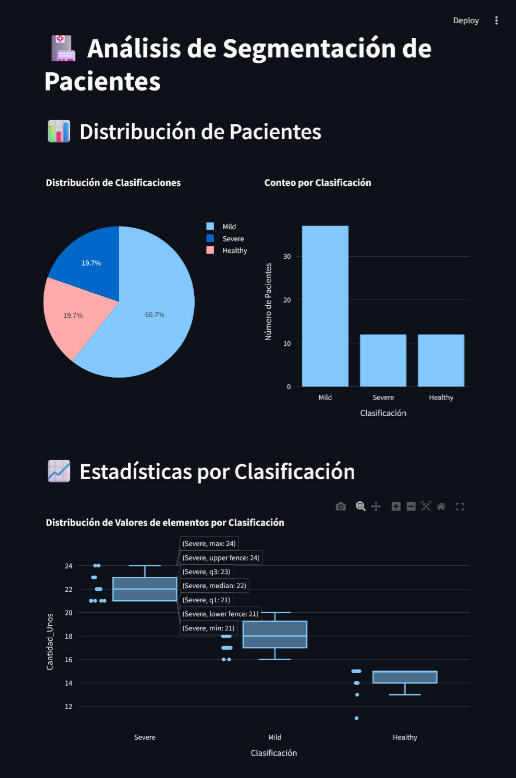 Deploy
Análisis de Segmentación de
Pacientes
Distribución de Pacientes
Distribución de Clasificaciones
Mild
Severe
Healthy
19.7%
19.7%
60.7%
Conteo por Clasificación
Número de Pacientes
30
20
10
0
Mild
Severe
Healthy
Clasificación
Estadísticas por Clasificación
Distribución de Valores de elementos por Clasificación
(Severe, max: 24)
(Severe, upper fence: 24)
(Severe, q3: 23)
(Severe, median: 22)
(Severe, q1: 21)
(Severe, lower fence: 21)
(Severe, min: 21)
Cantidad_Unos
24
22
20
18
16
14
12
Severe
Mild
Healthy
Clasificación